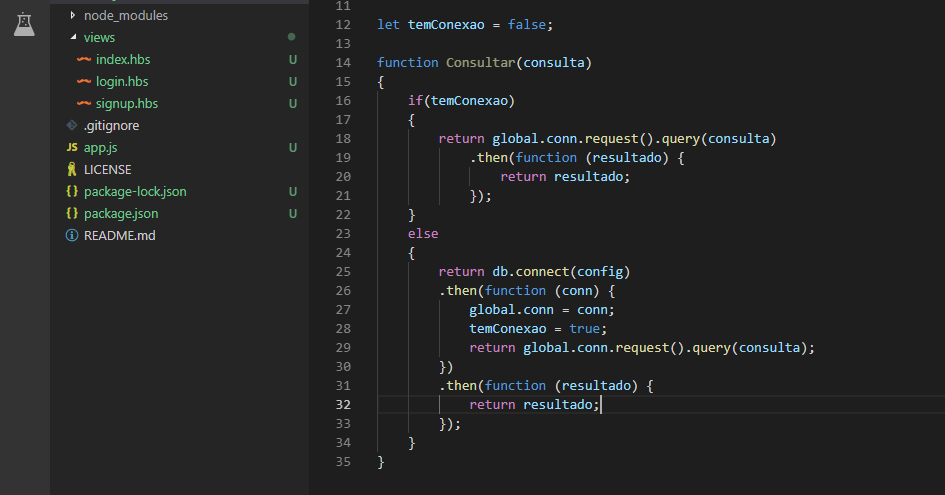 node_modules
views
index.hbs U
login.hbs U
signup.hbs U
.gitignore
JS app.js U
LICENSE
{} package-lock.json U
{} package.json U
README.md
11
12 let temConexao = false;
13
14 function Consultar(consulta)
15 {
16 if(temConexao)
17 {
18 return global.conn.request().query(consulta)
19 .then(function (resultado) {
20 return resultado;
21 });
22 }
23 else
24 {
25 return db.connect(config)
26 .then(function (conn) {
27 global.conn = conn;
28 temConexao = true;
29 return global.conn.request().query(consulta);
30 })
31 .then(function (resultado) {
32 return resultado;
33 });
34 }
35 }